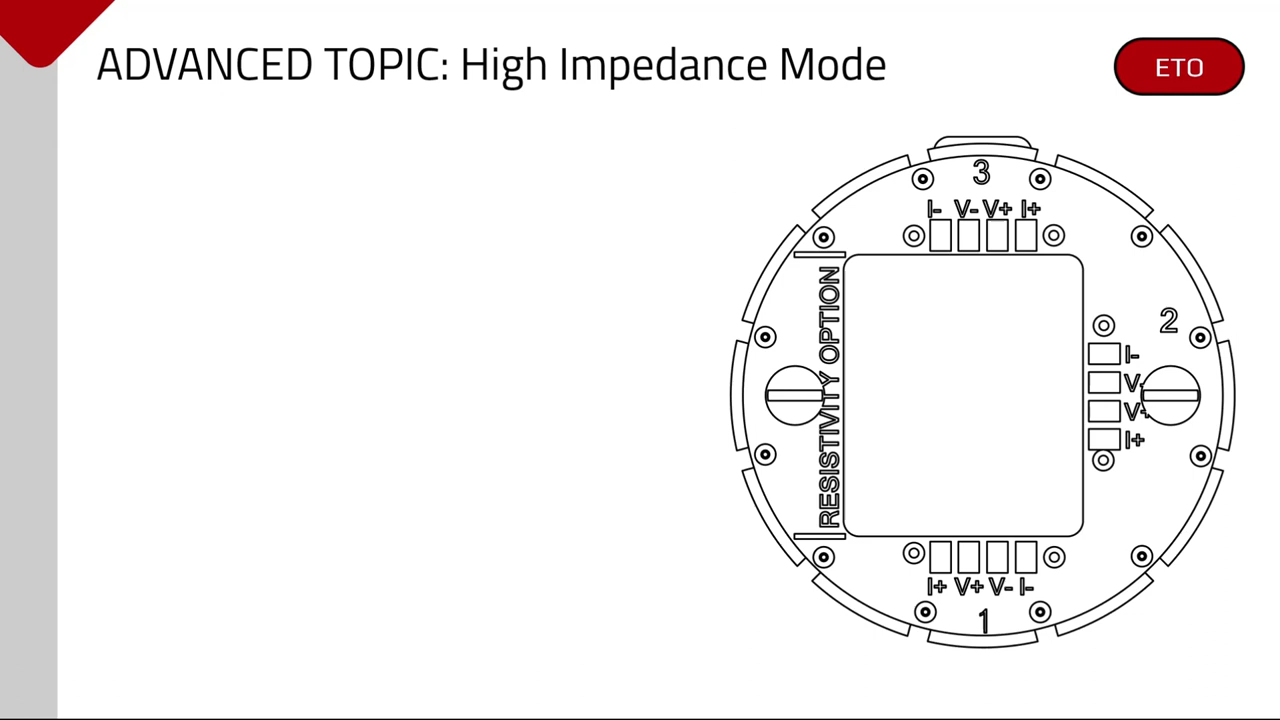 ADVANCED TOPIC: High Impedance Mode
ETO
3
I- V- V+ I+
RESISTIVITY OPTION
2
I-
V-
V+
I+
I+ V+ V- I-
1